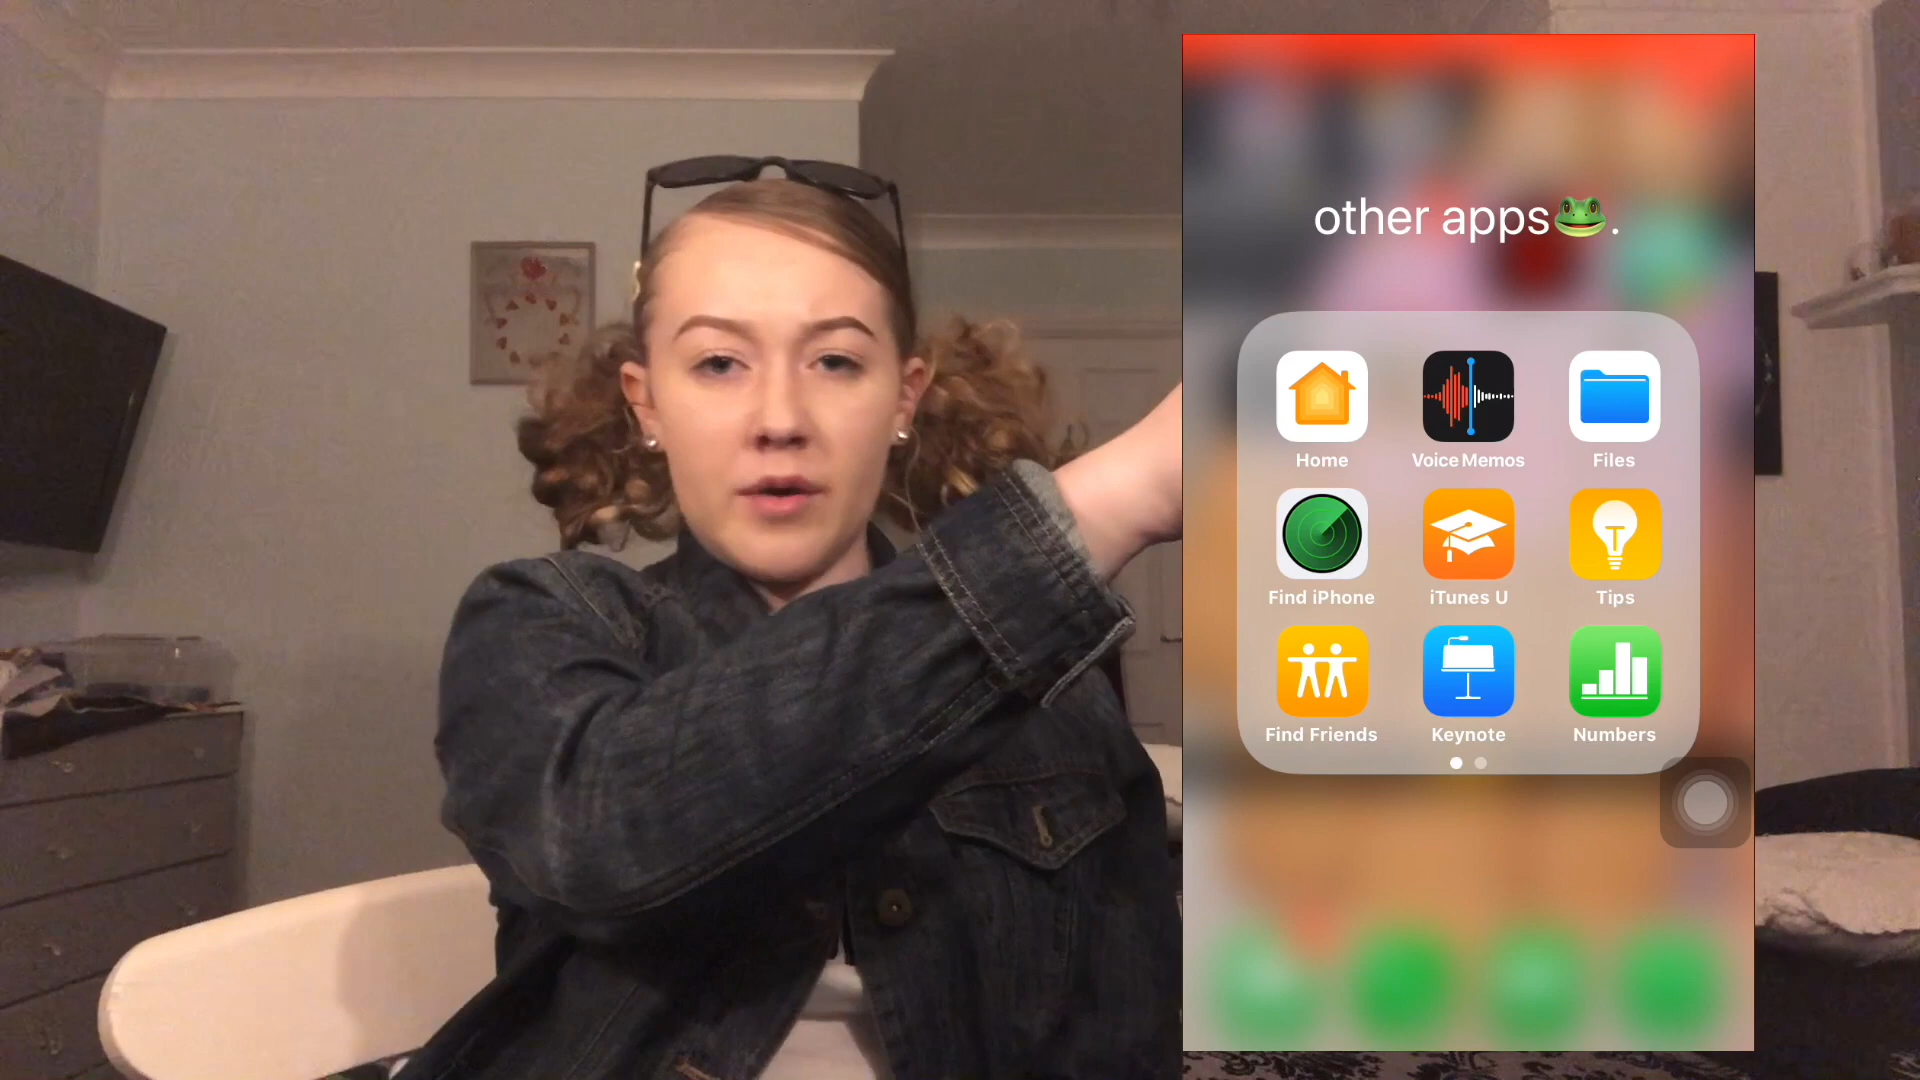 other apps🐸.
Home Voice Memos Files
Find iPhone iTunes U Tips
Find Friends Keynote Numbers